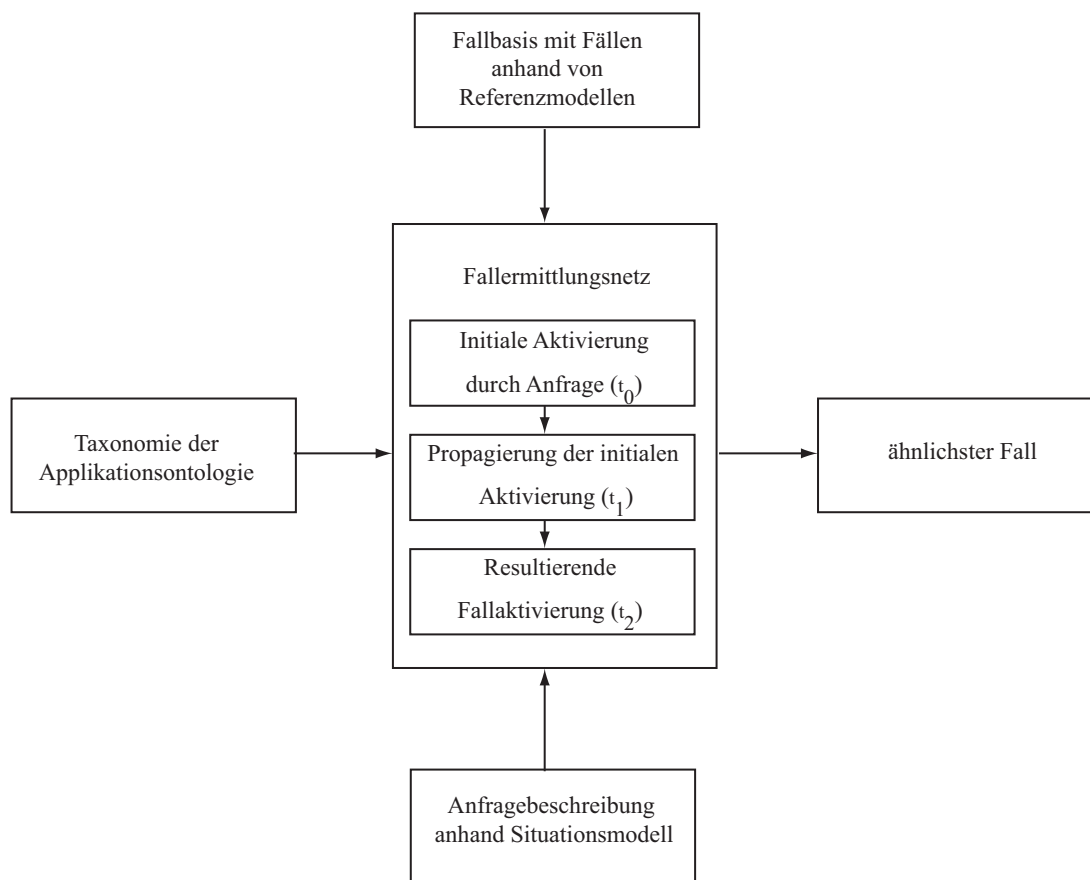 Fallbasis mit Fällen
anhand von
Referenzmodellen
Fallermittlungsnetz
Initiale Aktivierung
durch Anfrage (t0)
Propagierung der initialen
Aktivierung (t1)
Resultierende
Fallaktivierung (t2)
Taxonomie der
Applikationsontologie
ähnlichster Fall
Anfragebeschreibung
anhand Situationsmodell